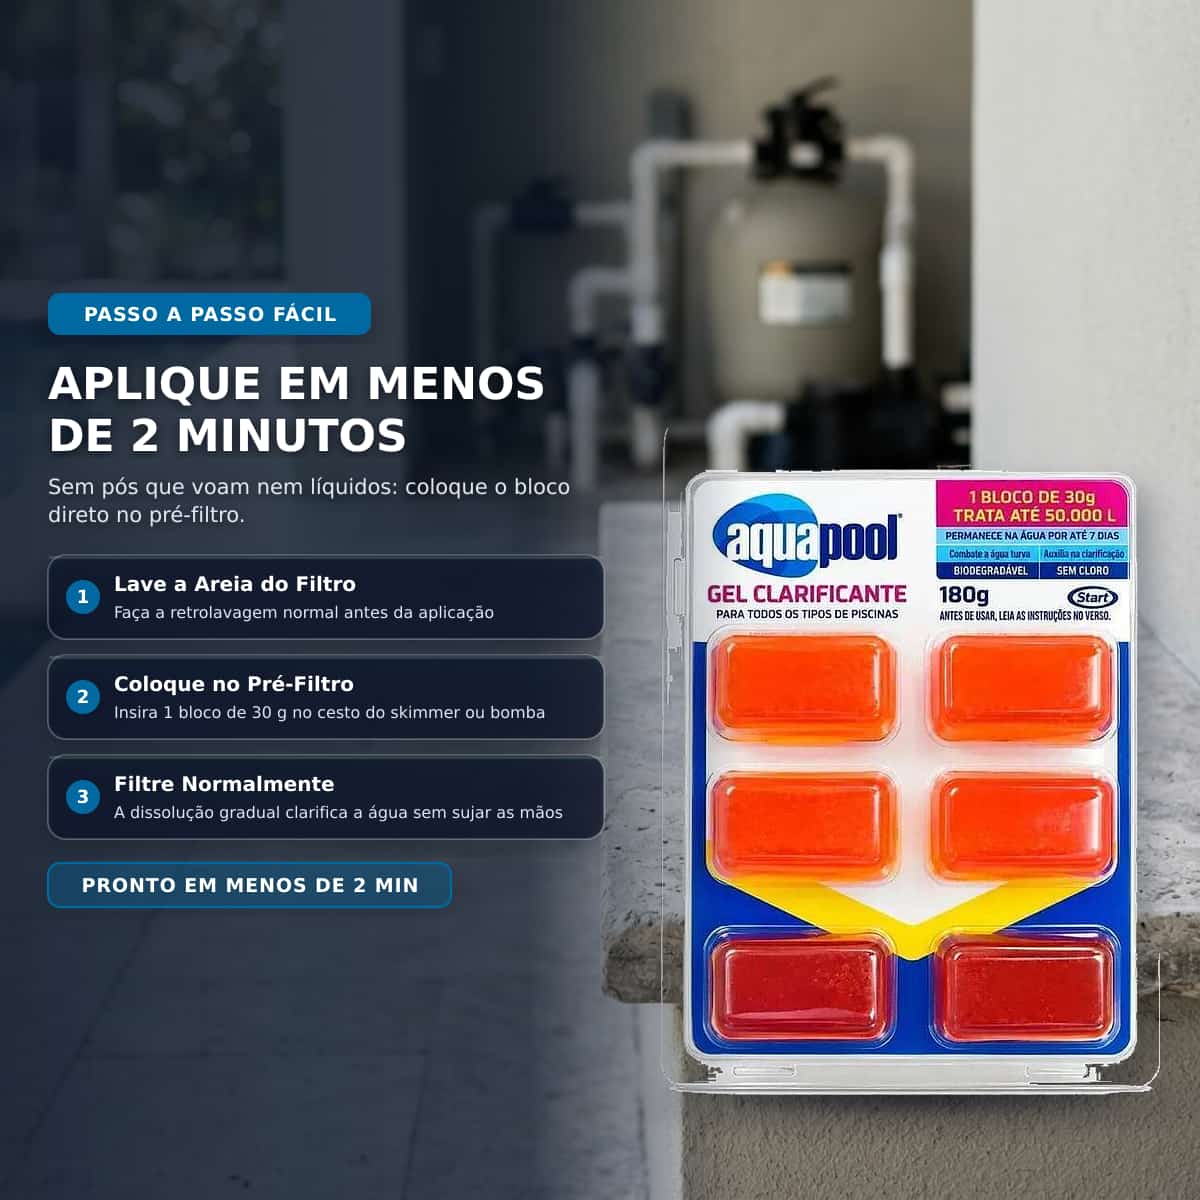 PASSO A PASSO FÁCIL
APLIQUE EM MENOS
DE 2 MINUTOS
Sem pós que voam nem líquidos: coloque o bloco
direto no pré-filtro.
1
Lave a Areia do Filtro
Faça a retrolavagem normal antes da aplicação
2
Coloque no Pré-Filtro
Insira 1 bloco de 30 g no cesto do skimmer ou bomba
3
Filtre Normalmente
A dissolução gradual clarifica a água sem sujar as mãos
PRONTO EM MENOS DE 2 MIN
aquapool
GEL CLARIFICANTE
PARA TODOS OS TIPOS DE PISCINAS
1 BLOCO DE 30g
TRATA ATÉ 50.000 L
PERMANECE NA ÁGUA POR ATÉ 7 DIAS
Combate a água turva Auxilia na clarificação
BIODEGRADÁVEL SEM CLORO
180g Start
ANTES DE USAR, LEIA AS INSTRUÇÕES NO VERSO.